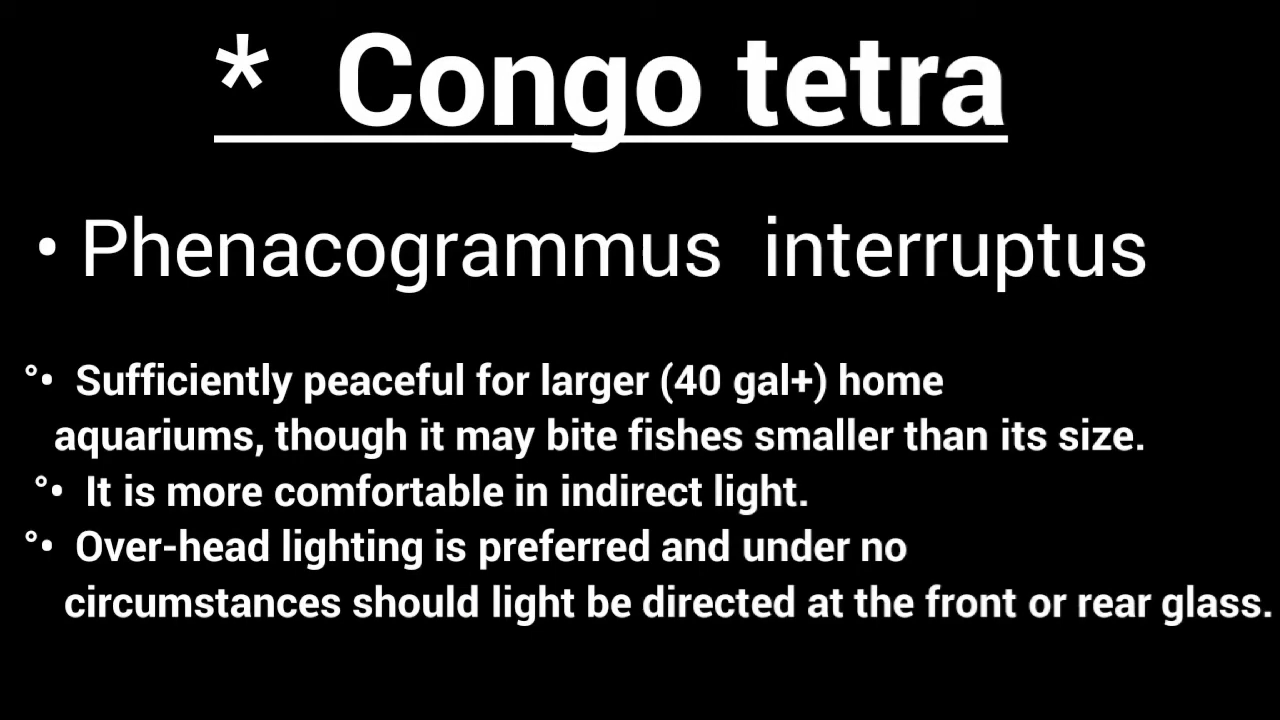 * Congo tetra
• Phenacogrammus interruptus
°• Sufficiently peaceful for larger (40 gal+) home
aquariums, though it may bite fishes smaller than its size.
°• It is more comfortable in indirect light.
°• Over-head lighting is preferred and under no
circumstances should light be directed at the front or rear glass.